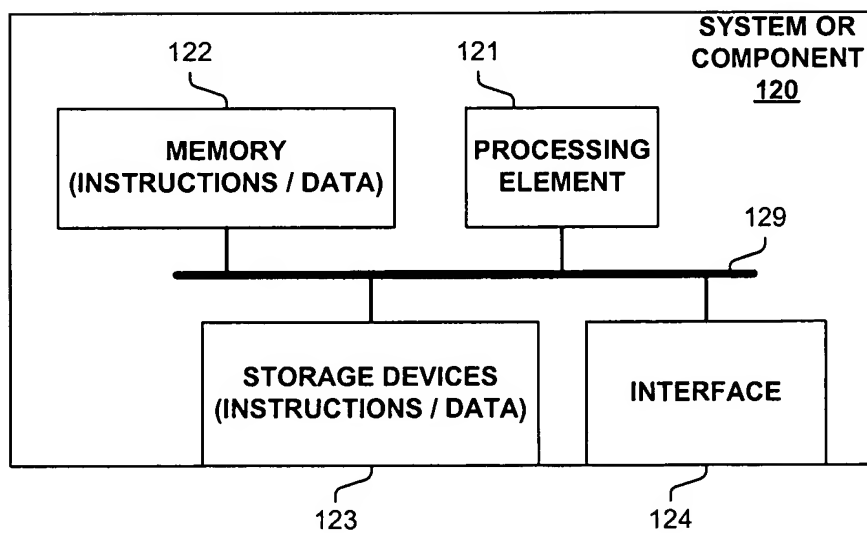 SYSTEM OR
COMPONENT
120
122
121
MEMORY
(INSTRUCTIONS / DATA)
PROCESSING
ELEMENT
129
STORAGE DEVICES
(INSTRUCTIONS / DATA)
INTERFACE
123
124